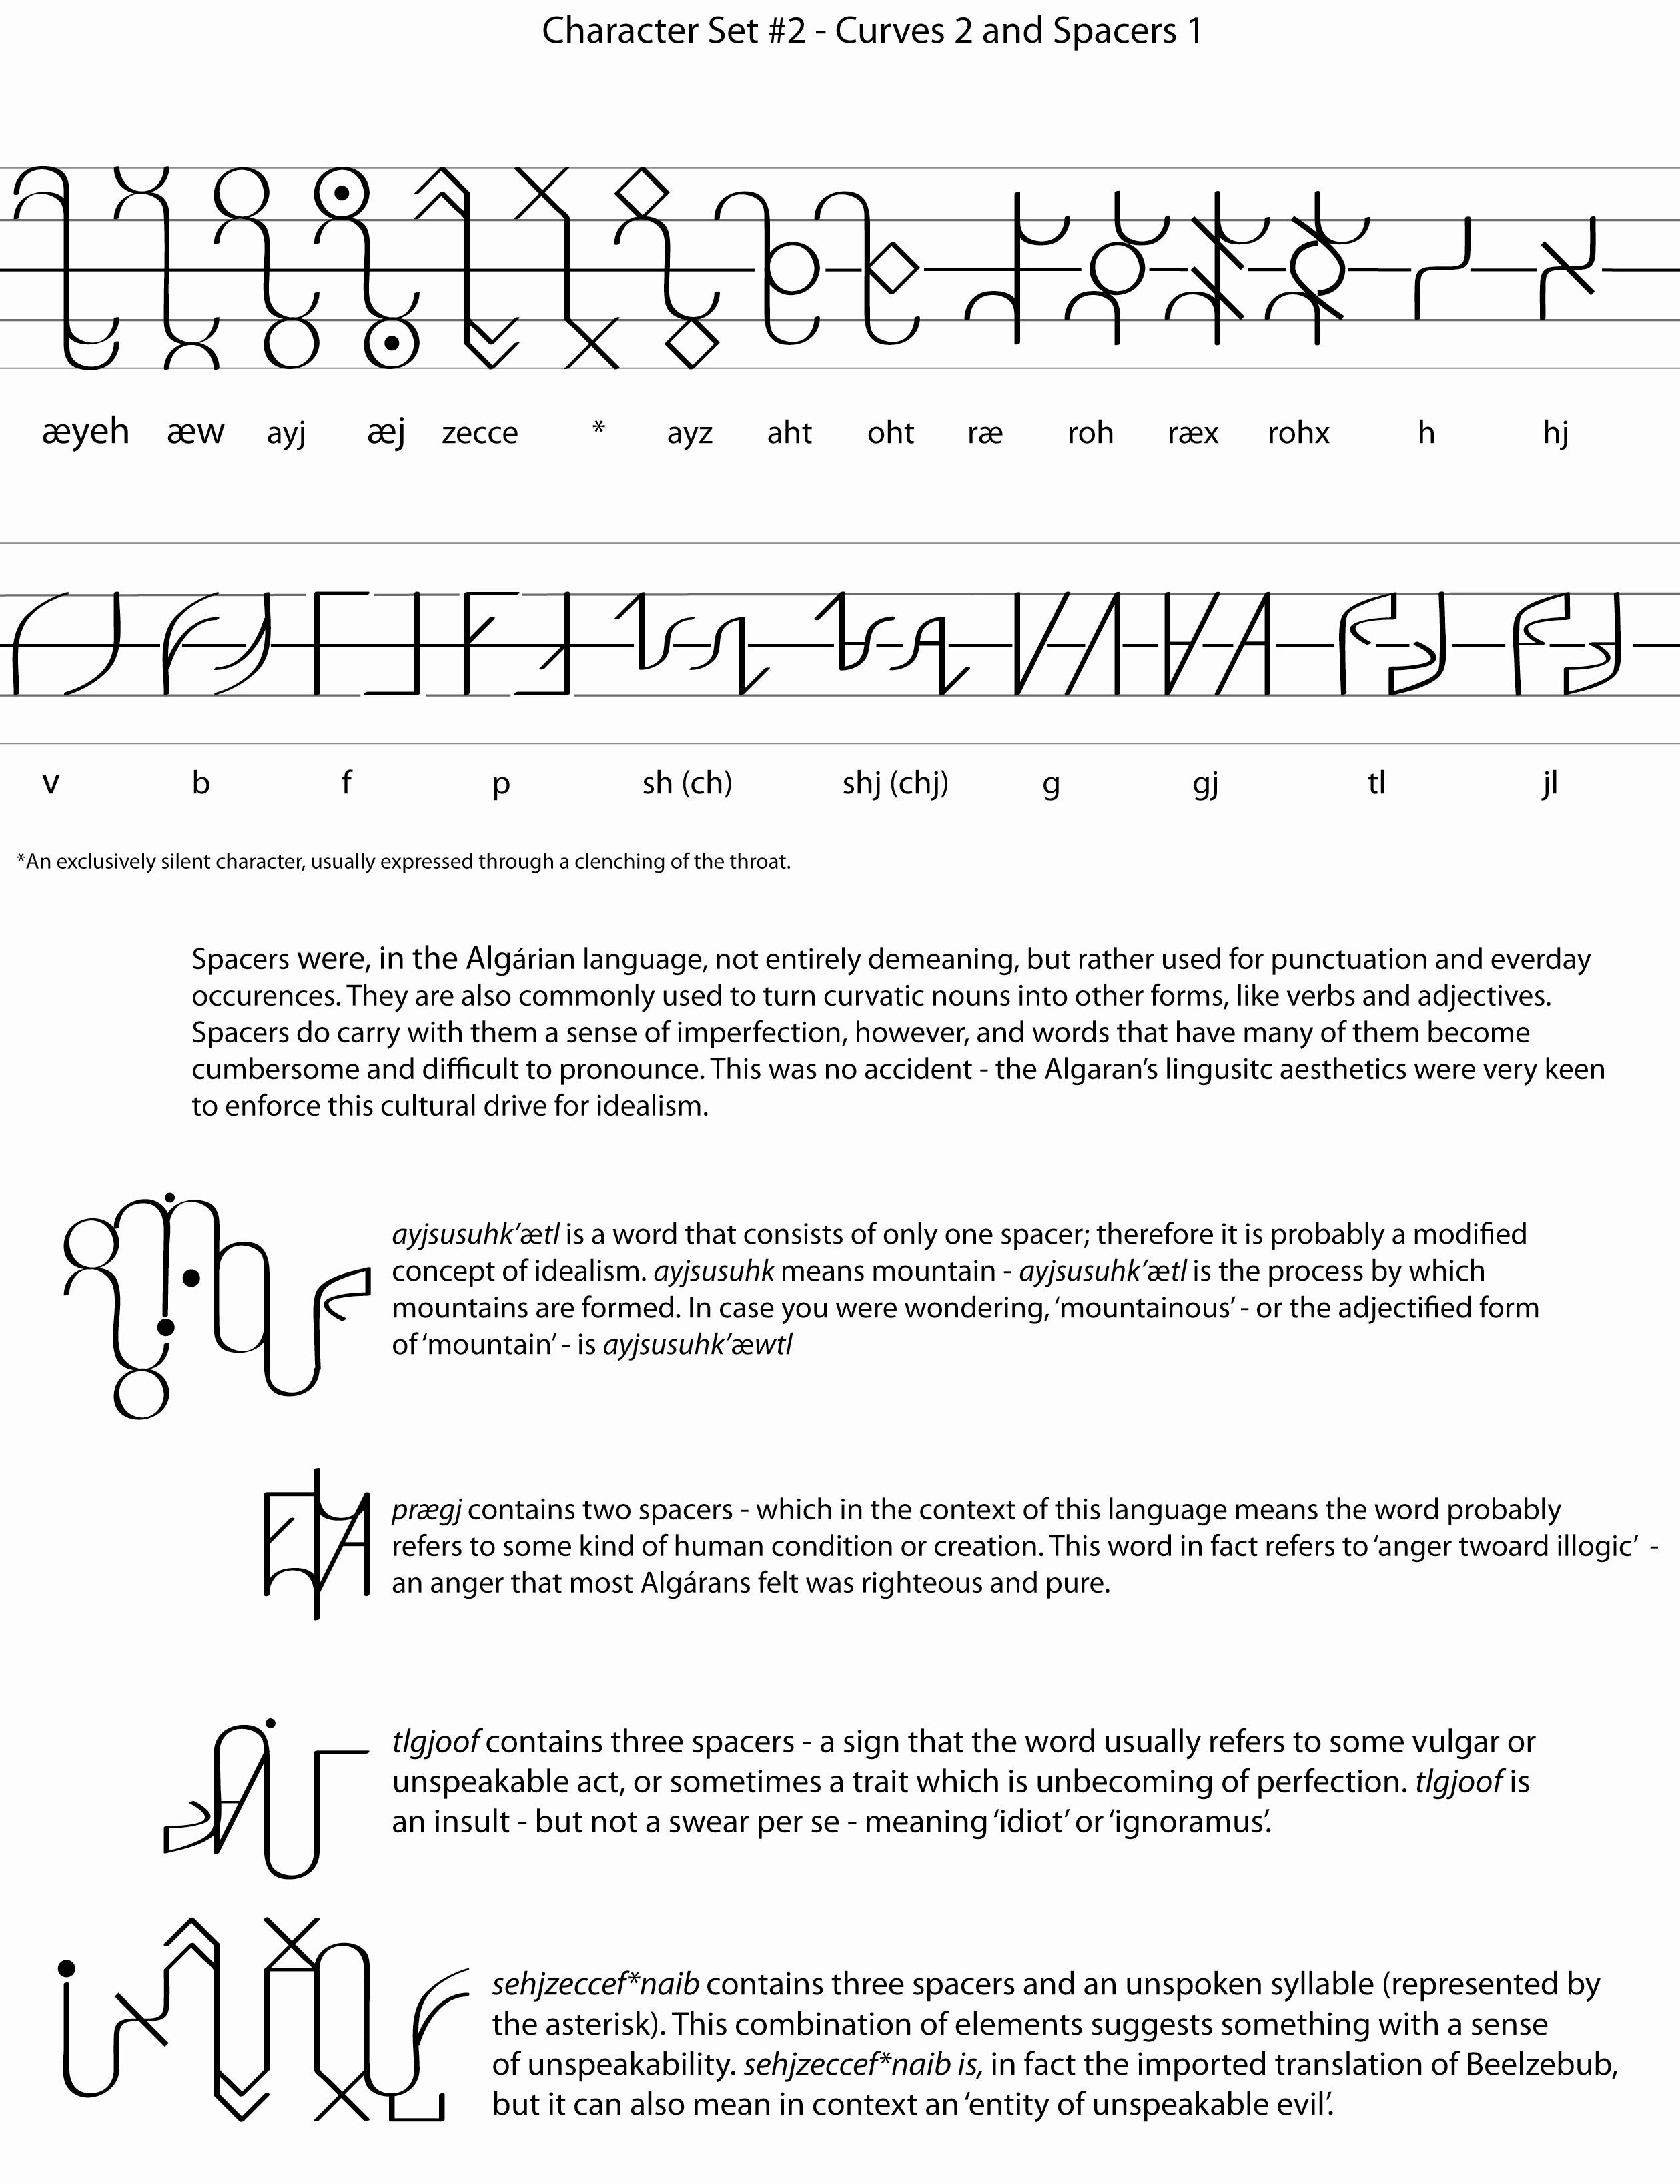 Character Set #2 - Curves 2 and Spacers 1
æyeh æw ayj æj zecce * ayz aht oht ræ roh ræx rohx h hj
v b f p sh (ch) shj (chj) g gj tl jl
*An exclusively silent character, usually expressed through a clenching of the throat.
Spacers were, in the Algárian language, not entirely demeaning, but rather used for punctuation and everday
occurences. They are also commonly used to turn curvatic nouns into other forms, like verbs and adjectives.
Spacers do carry with them a sense of imperfection, however, and words that have many of them become
cumbersome and difficult to pronounce. This was no accident - the Algaran’s lingusitc aesthetics were very keen
to enforce this cultural drive for idealism.
ayjsusuhk’ætl is a word that consists of only one spacer; therefore it is probably a modified
concept of idealism. ayjsusuhk means mountain - ayjsusuhk’ætl is the process by which
mountains are formed. In case you were wondering, ‘mountainous’ - or the adjectified form
of ‘mountain’ - is ayjsusuhk’æwtl
prægj contains two spacers - which in the context of this language means the word probably
refers to some kind of human condition or creation. This word in fact refers to ‘anger twoard illogic’ -
an anger that most Algárans felt was righteous and pure.
tlgjoof contains three spacers - a sign that the word usually refers to some vulgar or
unspeakable act, or sometimes a trait which is unbecoming of perfection. tlgjoof is
an insult - but not a swear per se - meaning ‘idiot’ or ‘ignoramus’.
sehjzeccef*naib contains three spacers and an unspoken syllable (represented by
the asterisk). This combination of elements suggests something with a sense
of unspeakability. sehjzeccef*naib is, in fact the imported translation of Beelzebub,
but it can also mean in context an ‘entity of unspeakable evil’.